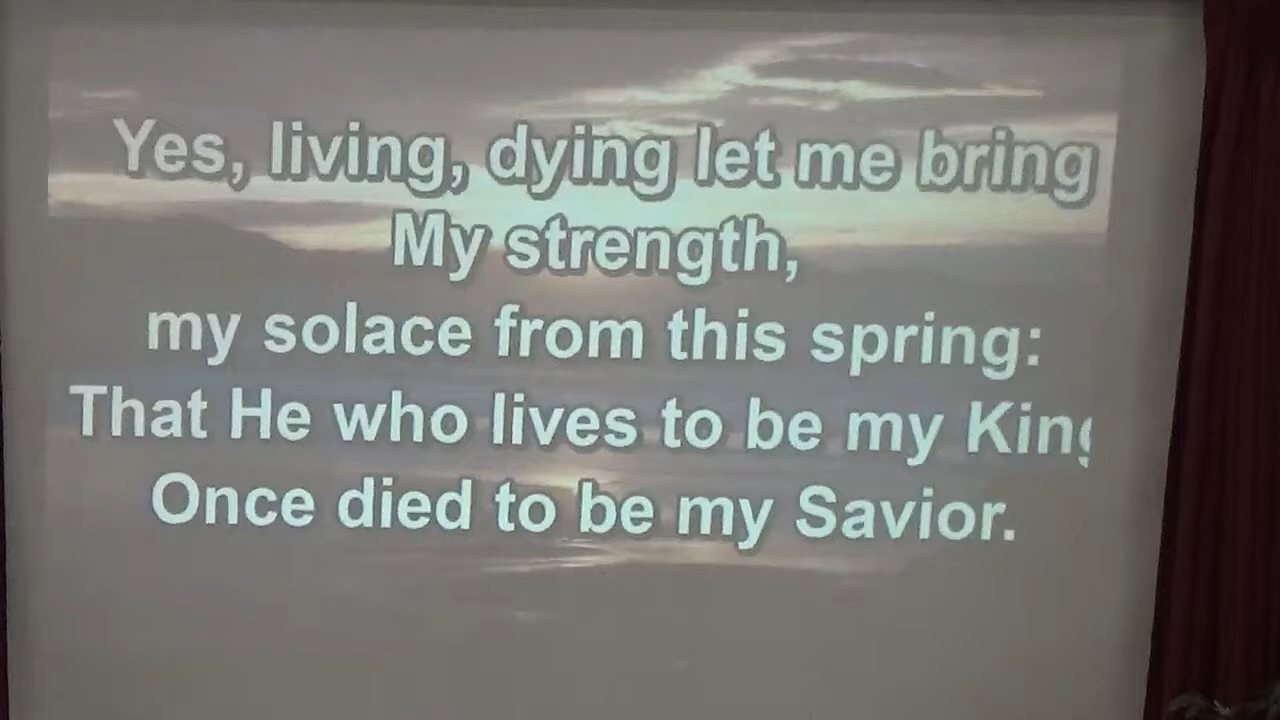 Yes, living, dying let me bring
My strength,
my solace from this spring:
That He who lives to be my King
Once died to be my Savior.